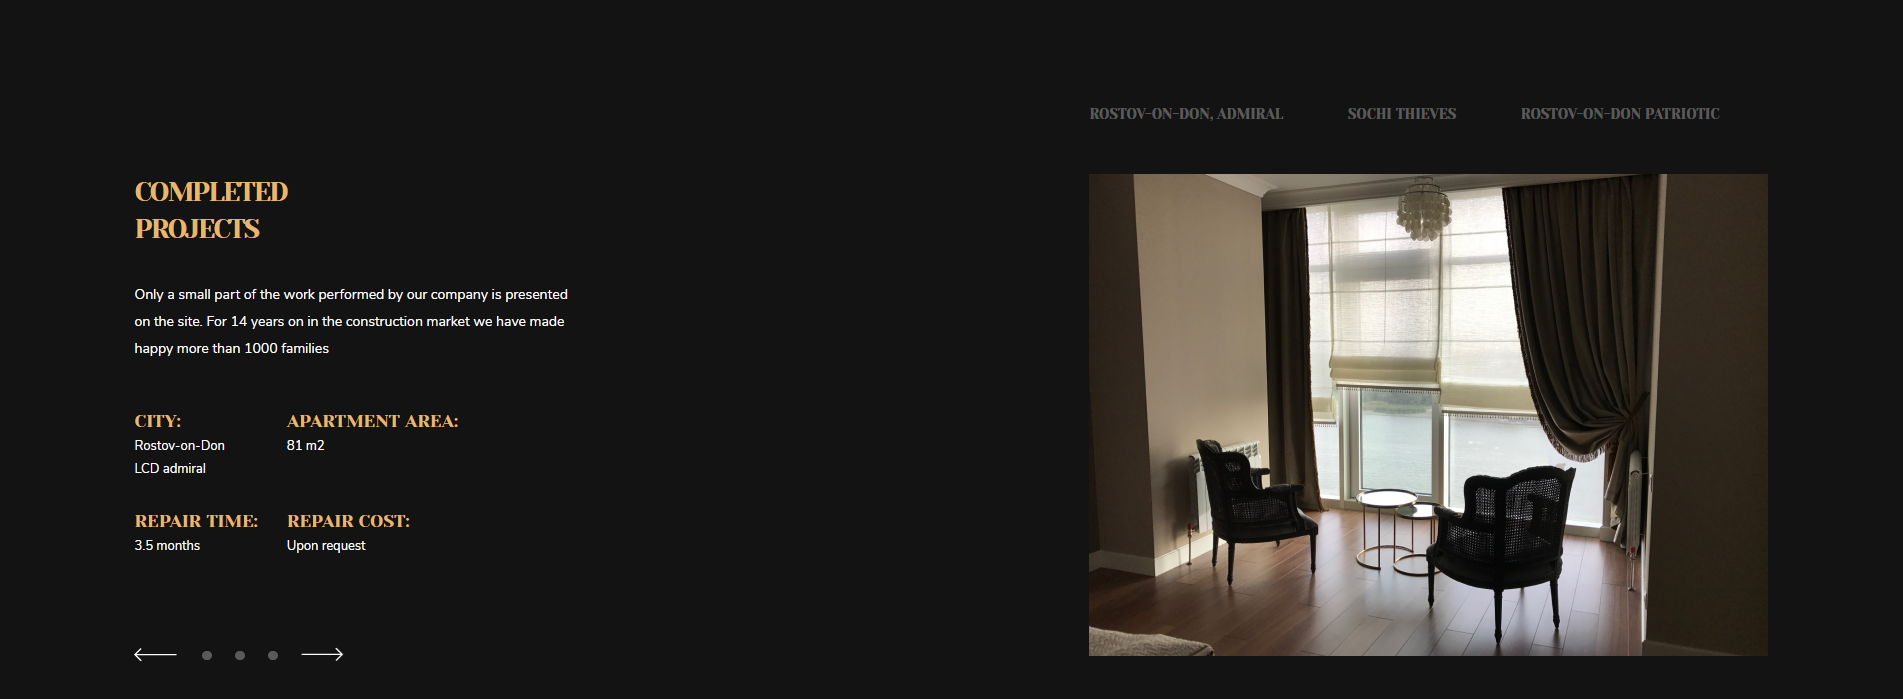 ROSTOV-ON-DON, ADMIRAL
SOCHI THIEVES
ROSTOV-ON-DON PATRIOTIC
COMPLETED
PROJECTS
Only a small part of the work performed by our company is presented
on the site. For 14 years on in the construction market we have made
happy more than 1000 families
CITY:
Rostov-on-Don
LCD admiral
APARTMENT AREA:
81 m2
REPAIR TIME:
3.5 months
REPAIR COST:
Upon request